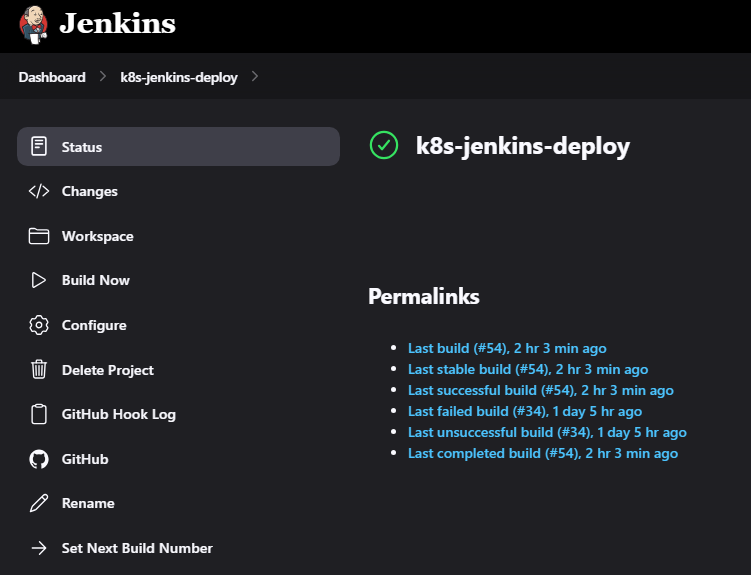 Jenkins
Dashboard
k8s-jenkins-deploy
Status
Changes
Workspace
Build Now
Configure
Delete Project
GitHub Hook Log
GitHub
Rename
Set Next Build Number
k8s-jenkins-deploy
Permalinks
Last build (#54), 2 hr 3 min ago
Last stable build (#54), 2 hr 3 min ago
Last successful build (#54), 2 hr 3 min ago
Last failed build (#34), 1 day 5 hr ago
Last unsuccessful build (#34), 1 day 5 hr ago
Last completed build (#54), 2 hr 3 min ago